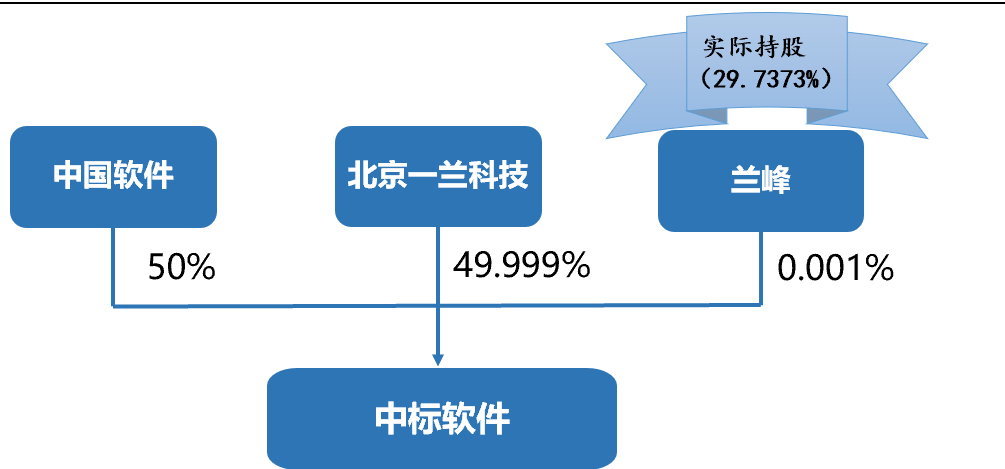 实际持股
（29.7373%）
中国软件
北京一兰科技
兰峰
50%
49.999%
0.001%
中标软件